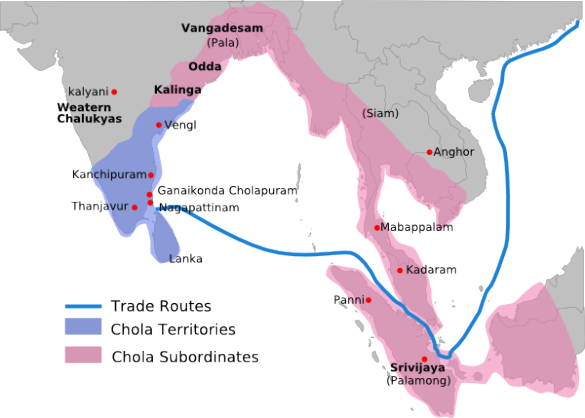 Vangadesam
(Pala)
Odda
Kalinga
kalyani
Weatern
Chalukyas
Vengl
(Siam)
Anghor
Kanchipuram
Ganaikonda Cholapuram
Thanjavur
Nagapattinam
Mabappalam
Lanka
Kadaram
Panni
Trade Routes
Chola Territories
Chola Subordinates
Srivijaya
(Palamong)